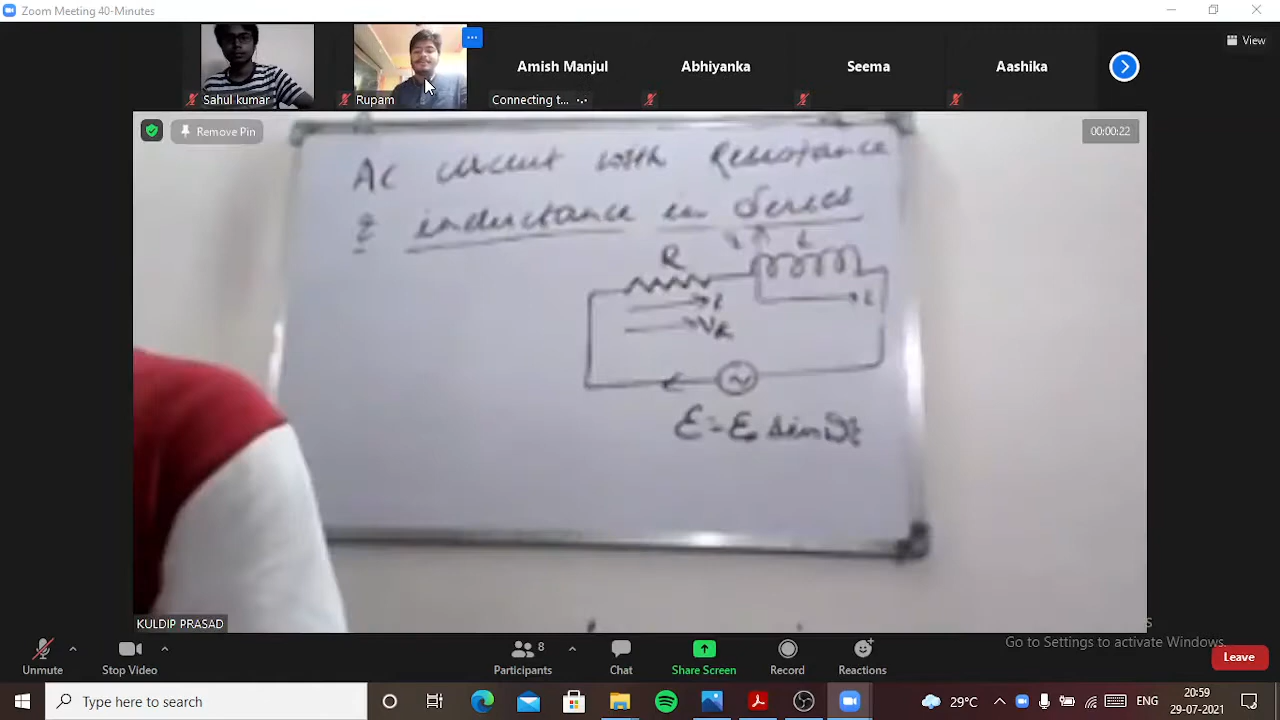 Zoom Meeting 40-Minutes
View
Sahul kumar
Rupam
Amish Manjul
Connecting t...
Abhiyanka
Seema
Aashika
Remove Pin
00:00:22
AC circuit with Resistance
& inductance in Series
R
L
i
i
VR
ε = ε₀ sin ωt
KULDIP PRASAD
Go to Settings to activate Windows.
Unmute
Stop Video
8
Participants
Chat
Share Screen
Record
Reactions
Leave
Type here to search
29°C
ENG
20:59
29-07-2021